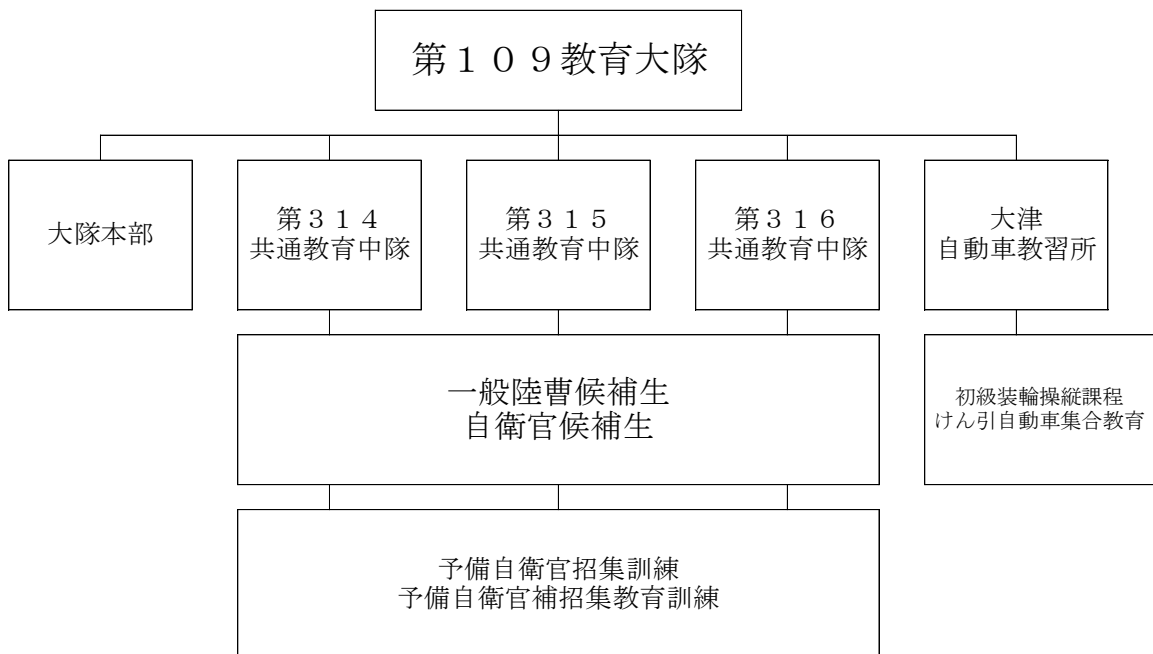 第１０９教育大隊
大隊本部
第３１４
共通教育中隊
第３１５
共通教育中隊
第３１６
共通教育中隊
大津
自動車教習所
一般陸曹候補生
自衛官候補生
初級装輪操縦課程
けん引自動車集合教育
予備自衛官招集訓練
予備自衛官補招集教育訓練